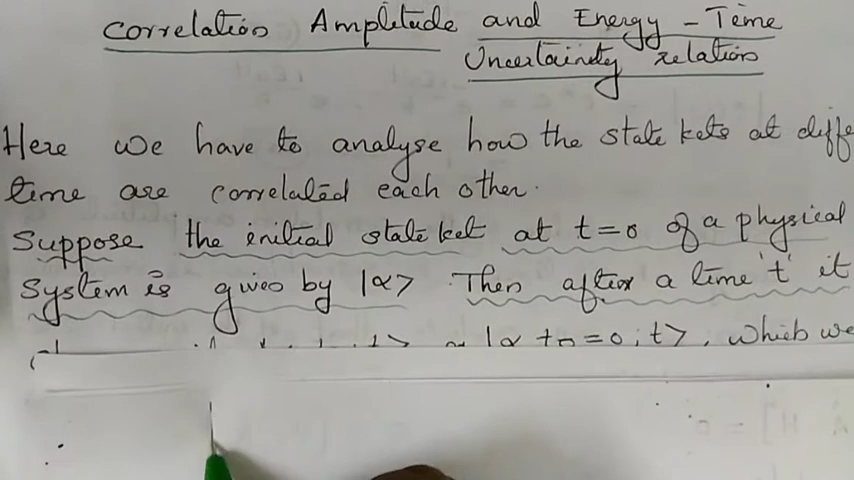 Correlation Amplitude and Energy - Time
Uncertainity relation
Here we have to analyse how the state kets at diffe
time are correlated each other.
Suppose the initial state ket at t=0 of a physical
System is given by |α>. Then after a time 't' it
|α, t₀=0; t>, which we
H] = 0